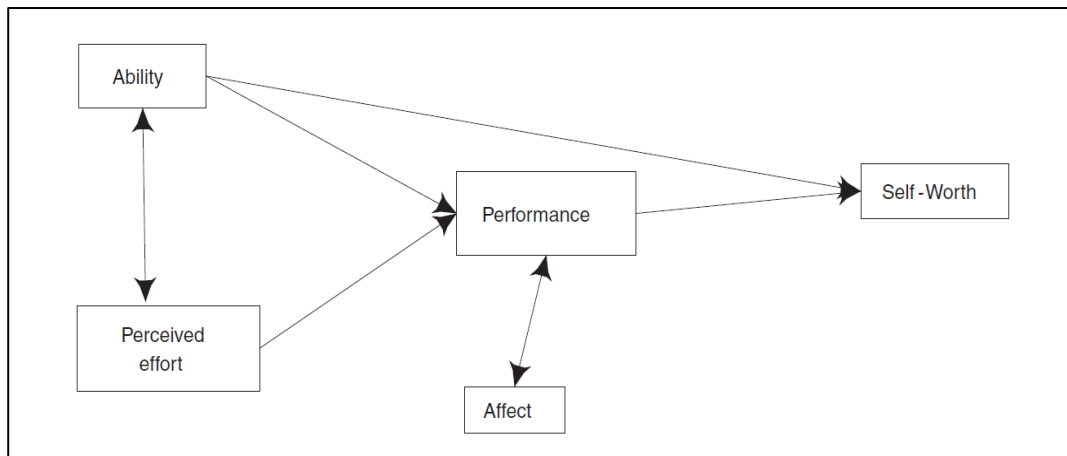 Ability
Performance
Self-Worth
Perceived
effort
Affect